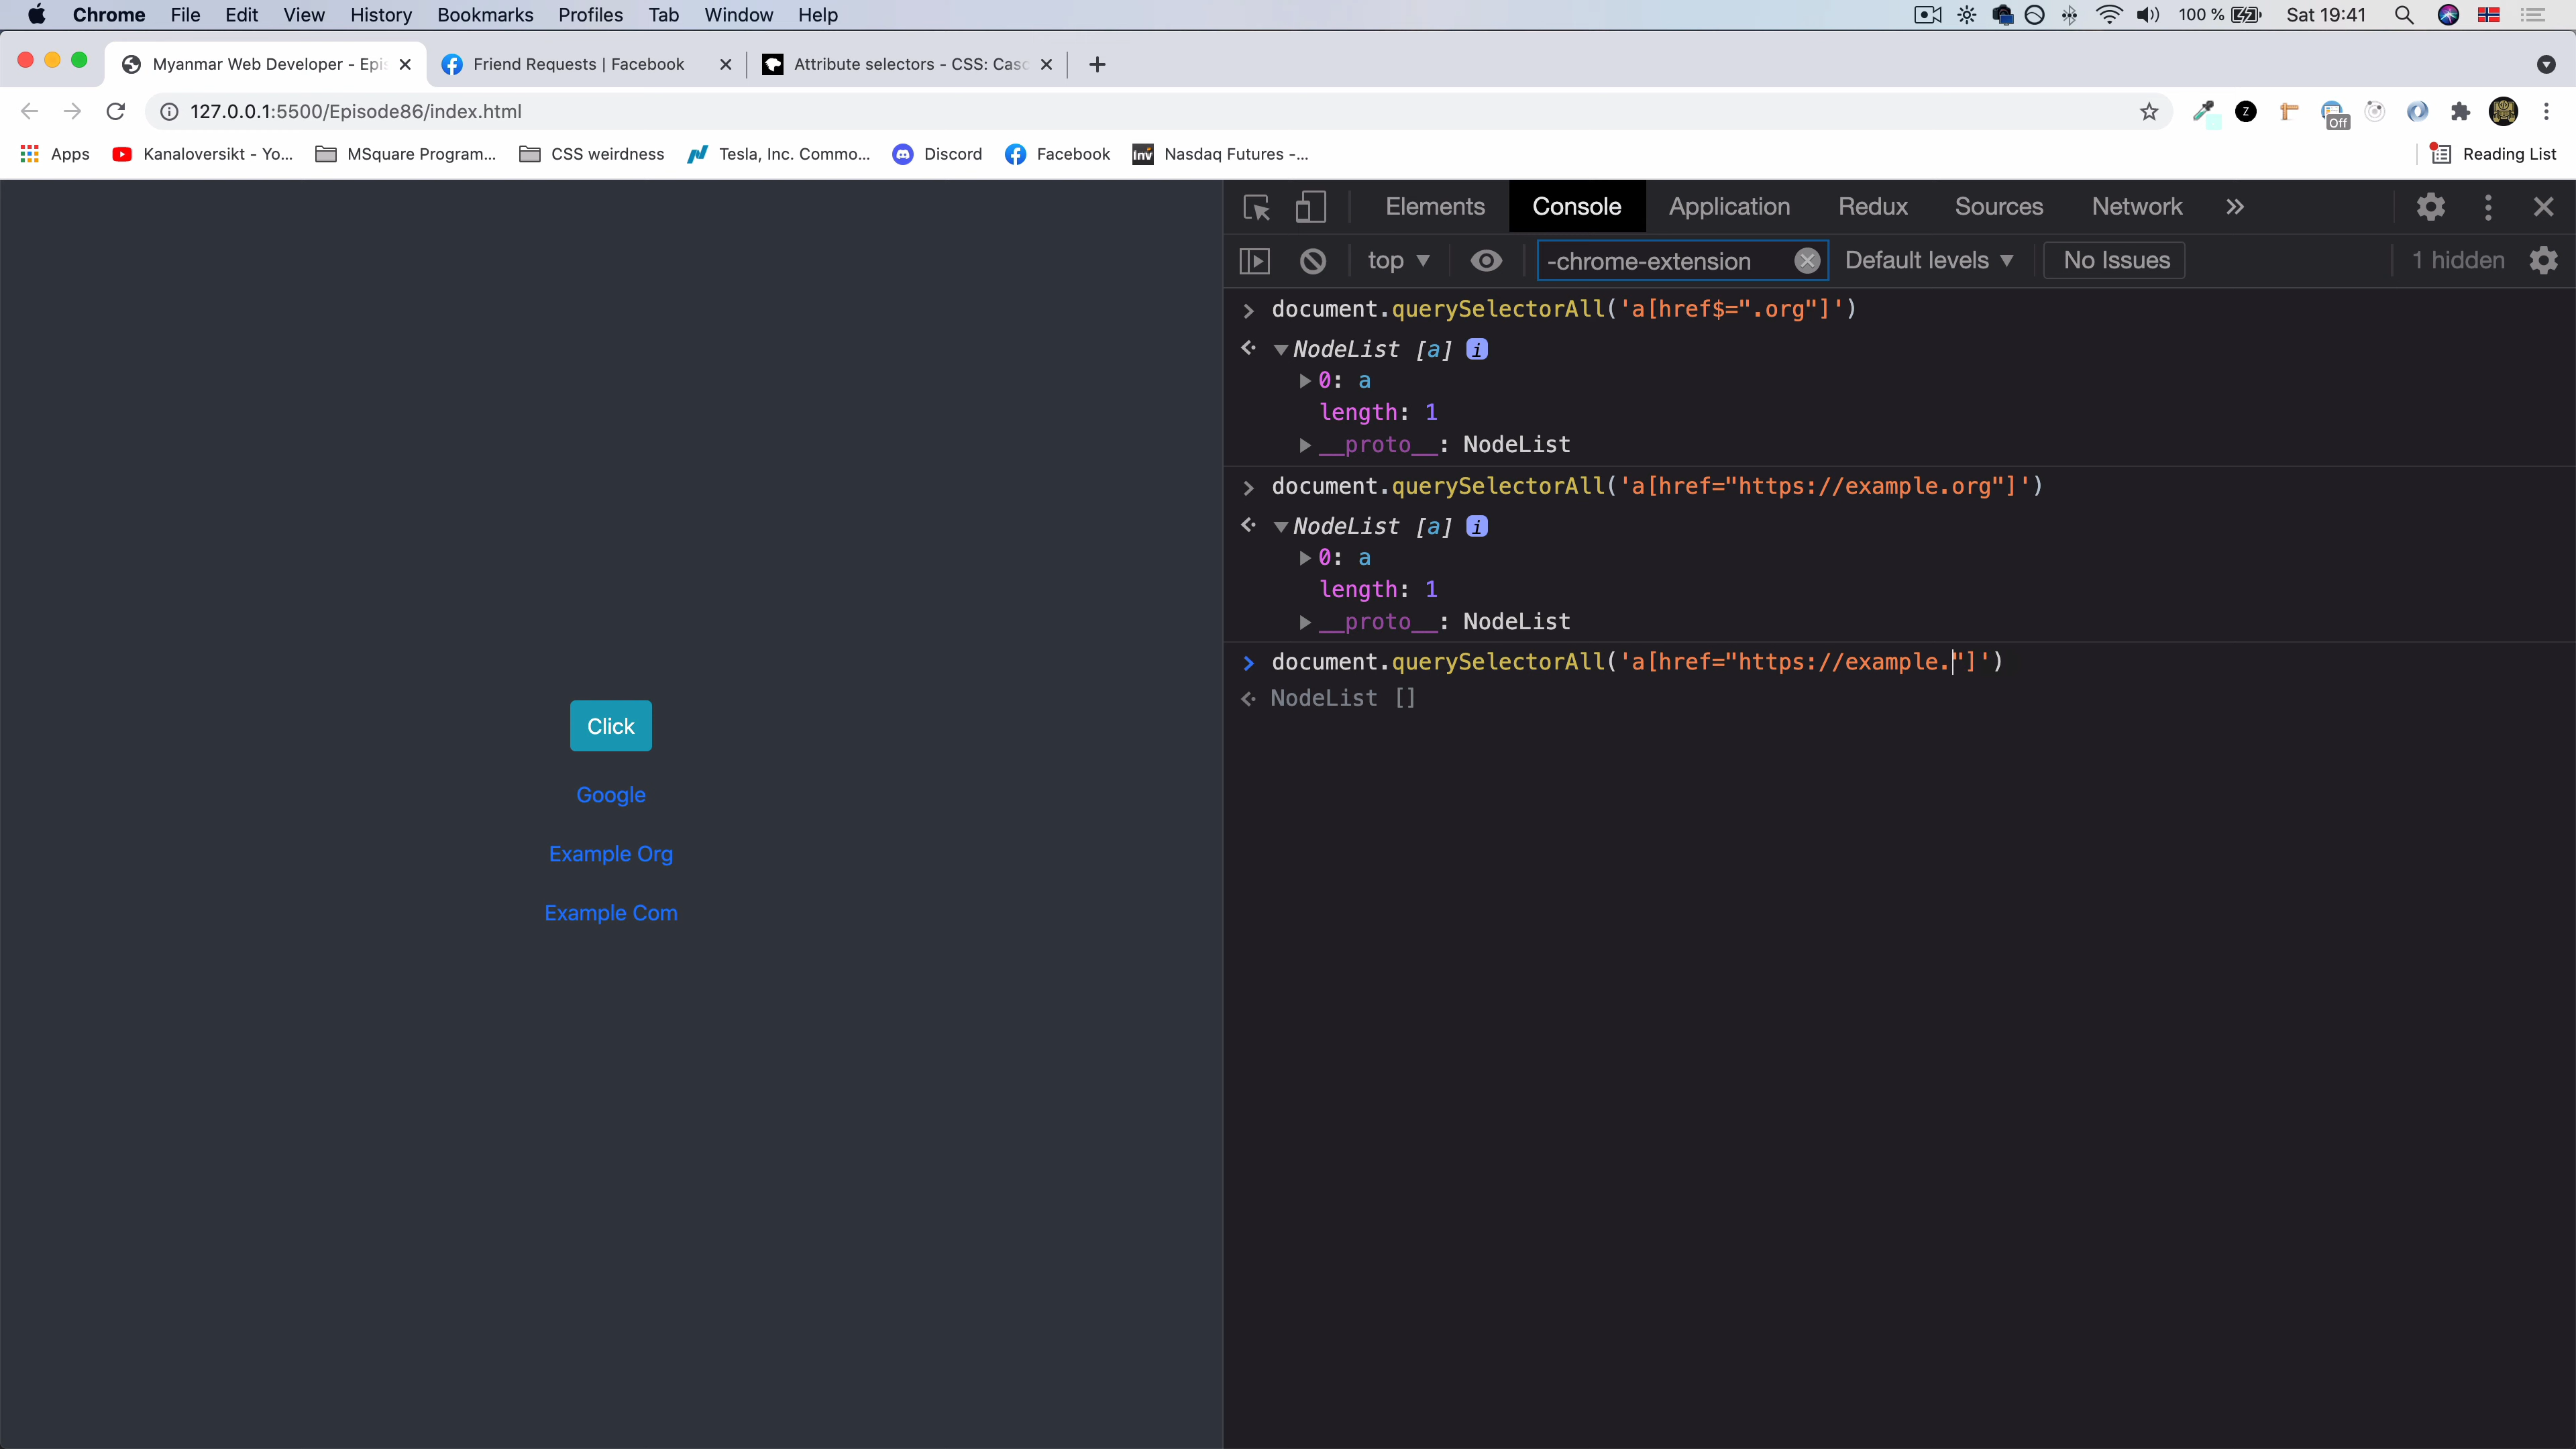 Chrome File Edit View History Bookmarks Profiles Tab Window Help 100 % Sat 19:41
Myanmar Web Developer - Epis Friend Requests | Facebook Attribute selectors - CSS: Casc
127.0.0.1:5500/Episode86/index.html Off
Apps Kanaloversikt - Yo... MSquare Program... CSS weirdness Tesla, Inc. Commo... Discord Facebook Inv Nasdaq Futures -... Reading List
Elements Console Application Redux Sources Network
top -chrome-extension Default levels No Issues 1 hidden
document.querySelectorAll('a[href$=".org"]')
NodeList [a] i
0: a
length: 1
__proto__: NodeList
document.querySelectorAll('a[href="https://example.org"]')
NodeList [a] i
0: a
length: 1
__proto__: NodeList
document.querySelectorAll('a[href="https://example."]')
NodeList []
Click
Google
Example Org
Example Com